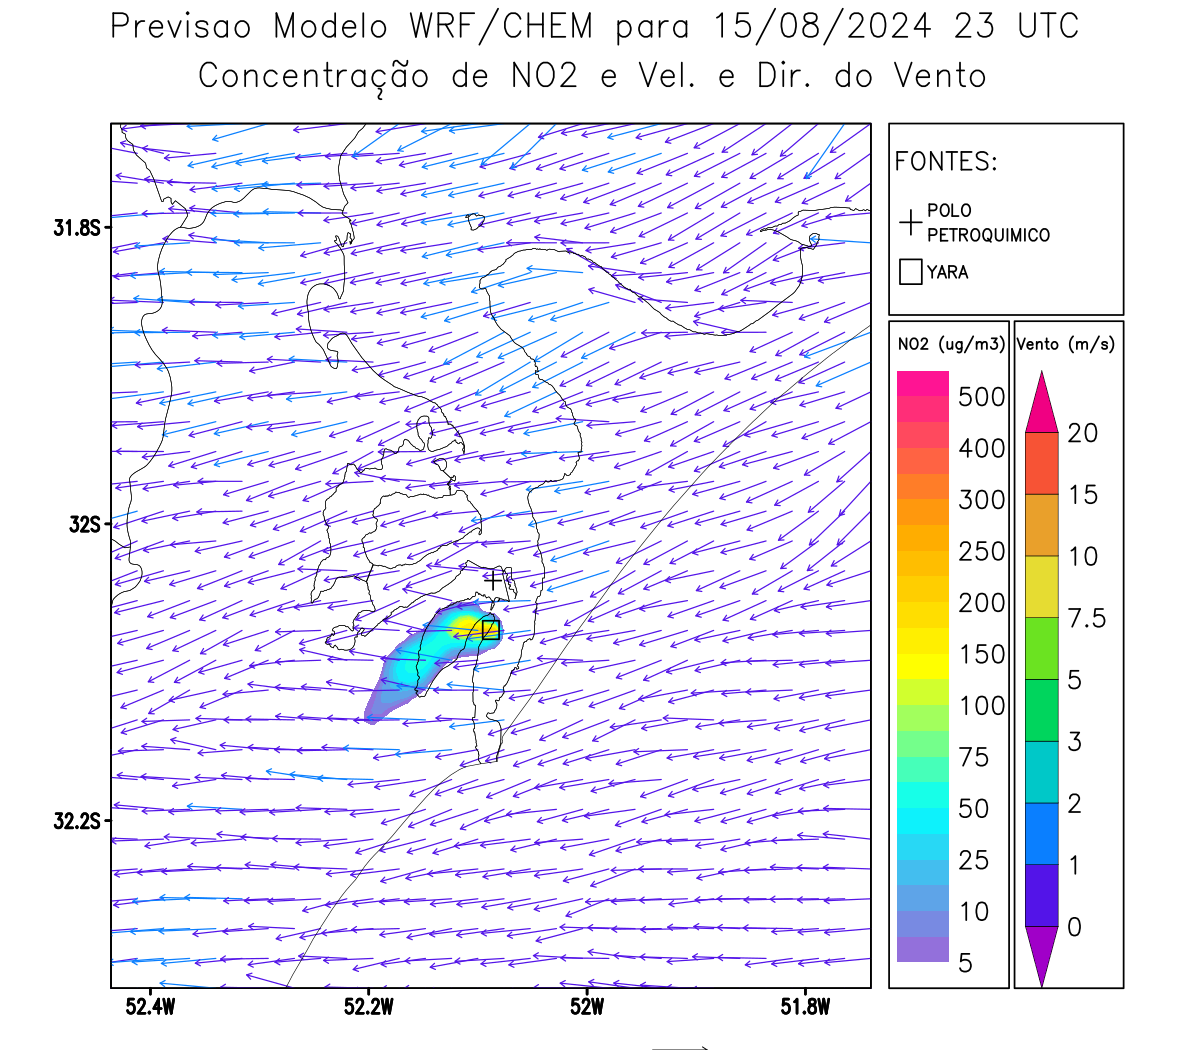 Previsao Modelo WRF/CHEM para 15/08/2024 23 UTC
Concentração de NO2 e Vel. e Dir. do Vento
FONTES:
POLO
PETROQUIMICO
YARA
NO2 (ug/m3)
500
400
300
250
200
150
100
75
50
25
10
5
Vento (m/s)
20
15
10
7.5
5
3
2
1
0
31.8S
32S
32.2S
52.4W 52.2W 52W 51.8W